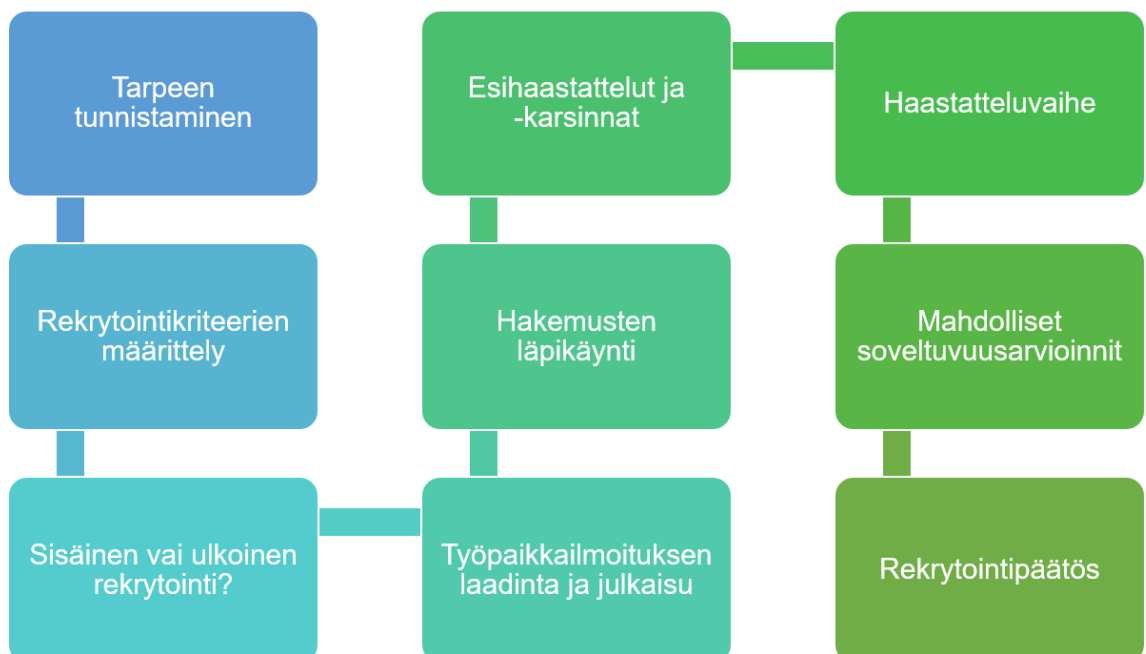 Tarpeen
tunnistaminen
Rekrytointikriteerien
määrittely
Sisäinen vai ulkoinen
rekrytointi?
Työpaikkailmoituksen
laadinta ja julkaisu
Hakemusten
läpikäynti
Esihaastattelut ja
-karsinnat
Haastatteluvaihe
Mahdolliset
soveltuvuusarvioinnit
Rekrytointipäätös